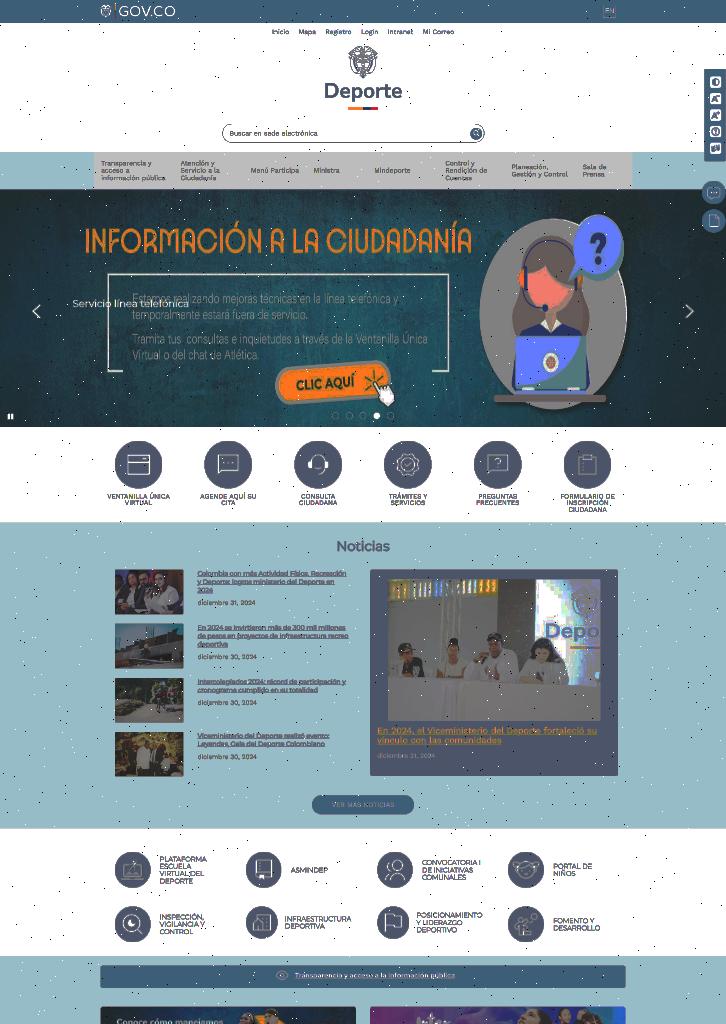 GOV.CO
EN
Inicio Mapa Registro Login Intranet Mi Correo
Deporte
Buscar en sede electrónica
Transparencia y acceso a información pública
Atención y Servicio a la Ciudadanía
Menú Participa
Ministra
Mindeporte
Control y Rendición de Cuentas
Planeación, Gestión y Control
Sala de Prensa
INFORMACIÓN A LA CIUDADANÍA
Servicio línea telefónica
Estamos realizando mejoras técnicas en la línea telefónica y
temporalmente estará fuera de servicio.
Tramita tus consultas e inquietudes a través de la Ventanilla Única
Virtual o del chat de Atlética.
CLIC AQUÍ
?
VENTANILLA ÚNICA
VIRTUAL
AGENDE AQUÍ SU
CITA
CONSULTA
CIUDADANA
TRÁMITES Y
SERVICIOS
PREGUNTAS
FRECUENTES
FORMULARIO DE
INSCRIPCIÓN
CIUDADANA
Noticias
Colombia con más Actividad Física, Recreación
y Deporte: logros ministerio del Deporte en
2024
diciembre 31, 2024
En 2024 se invirtieron más de 300 mil millones
de pesos en proyectos de infraestructura recreo
deportiva
diciembre 30, 2024
Intercolegiados 2024: récord de participación y
cronograma cumplido en su totalidad
diciembre 30, 2024
Viceministerio del Deporte realizó evento:
Leyendas, Gala del Deporte Colombiano
diciembre 30, 2024
Depo
En 2024, el Viceministerio del Deporte fortaleció su
vínculo con las comunidades
diciembre 31, 2024
VER MÁS NOTICIAS
PLATAFORMA
ESCUELA
VIRTUAL DEL
DEPORTE
ASMINDEP
CONVOCATORIA
DE INICIATIVAS
COMUNALES
PORTAL DE
NIÑOS
INSPECCIÓN,
VIGILANCIA Y
CONTROL
INFRAESTRUCTURA
DEPORTIVA
POSICIONAMIENTO
Y LIDERAZGO
DEPORTIVO
FOMENTO Y
DESARROLLO
Transparencia y acceso a la información pública
Conoce cómo manejamos